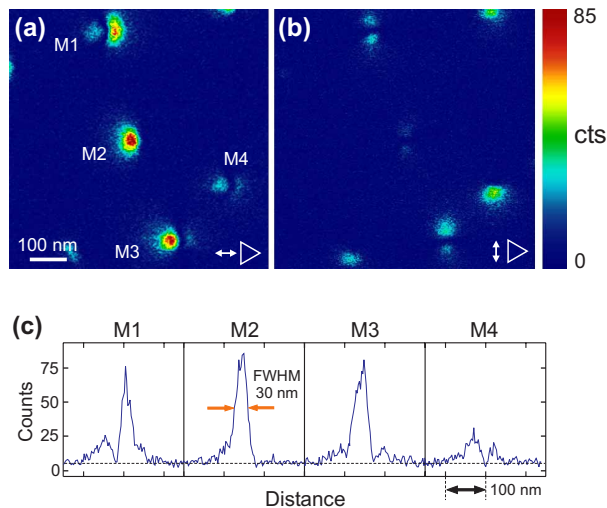 (a)
(b)
M1
M2
M4
M3
100 nm
85
cts
0
(c)
M1 M2 M3 M4
Counts
75
50
25
0
FWHM
30 nm
100 nm
Distance